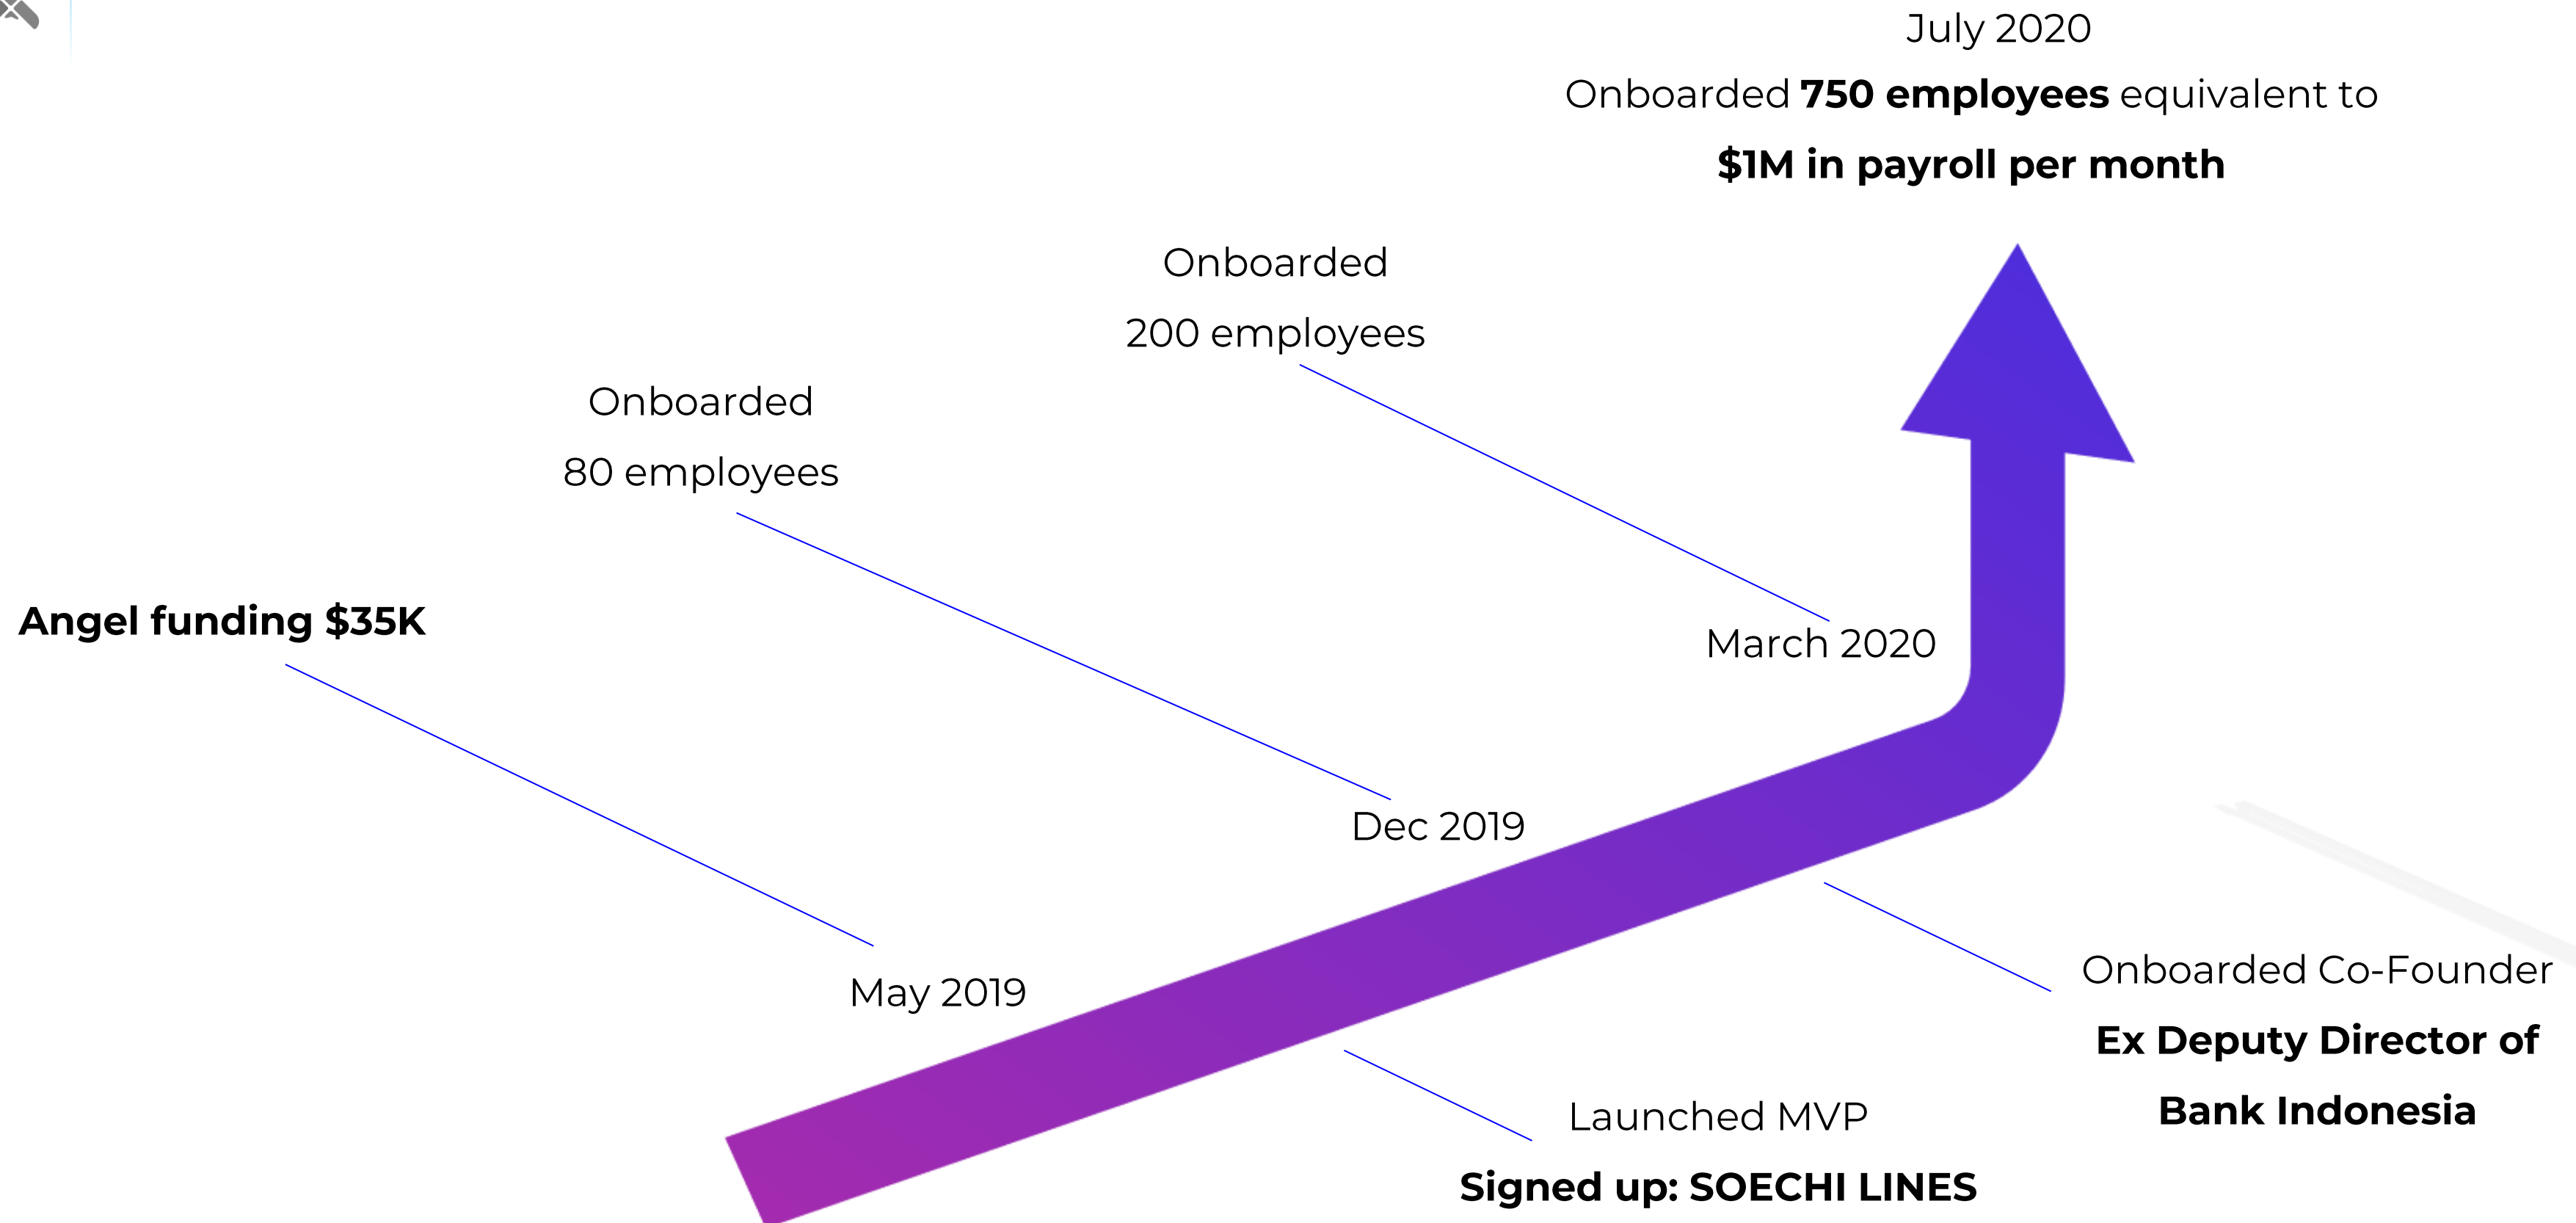 July 2020
Onboarded 750 employees equivalent to
$1M in payroll per month
Onboarded
200 employees
Onboarded
80 employees
Angel funding $35K
March 2020
Dec 2019
May 2019
Onboarded Co-Founder
Ex Deputy Director of
Bank Indonesia
Launched MVP
Signed up: SOECHI LINES